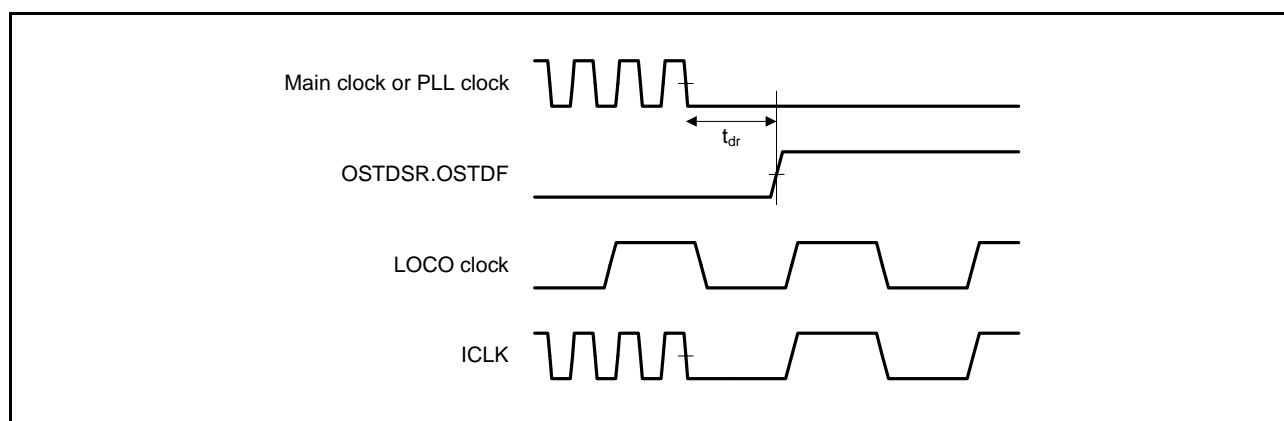 Main clock or PLL clock
tdr
OSTDSR.OSTDF
LOCO clock
ICLK